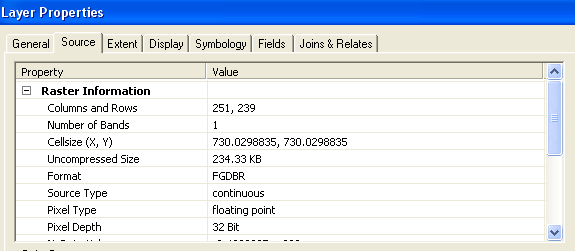 Layer Properties
General Source Extent Display Symbology Fields Joins & Relates
Property Value
Raster Information
Columns and Rows 251, 239
Number of Bands 1
Cellsize (X, Y) 730.0298835, 730.0298835
Uncompressed Size 234.33 KB
Format FGDBR
Source Type continuous
Pixel Type floating point
Pixel Depth 32 Bit